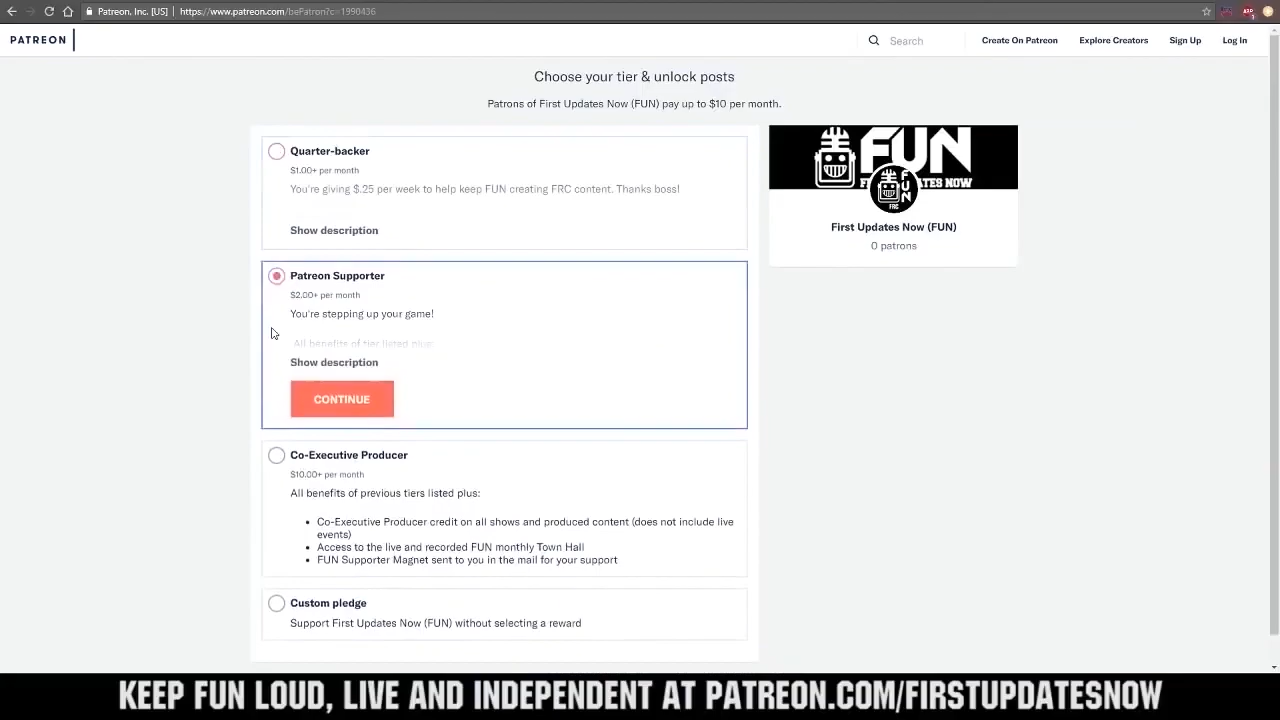 Patreon, Inc. [US] | https://www.patreon.com/bePatron?c=1990436
PATREON
Search
Create On Patreon
Explore Creators
Sign Up
Log In
Choose your tier & unlock posts
Patrons of First Updates Now (FUN) pay up to $10 per month.
Quarter-backer
$1.00+ per month
You're giving $.25 per week to help keep FUN creating FRC content. Thanks boss!
Show description
Patreon Supporter
$2.00+ per month
You're stepping up your game!
All benefits of tier listed plus:
Show description
CONTINUE
Co-Executive Producer
$10.00+ per month
All benefits of previous tiers listed plus:
• Co-Executive Producer credit on all shows and produced content (does not include live
events)
• Access to the live and recorded FUN monthly Town Hall
• FUN Supporter Magnet sent to you in the mail for your support
Custom pledge
Support First Updates Now (FUN) without selecting a reward
FUN
FUN
FRC
First Updates Now (FUN)
0 patrons
KEEP FUN LOUD, LIVE AND INDEPENDENT AT PATREON.COM/FIRSTUPDATESNOW